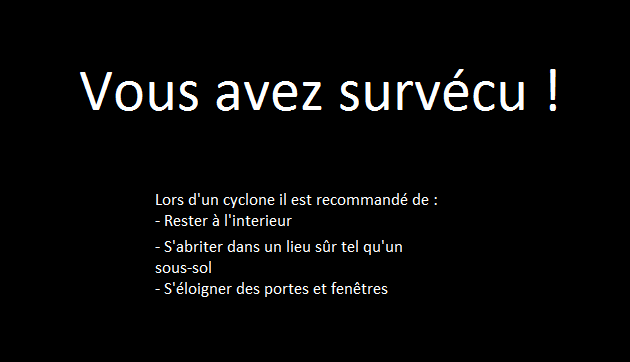 Vous avez survécu !
Lors d'un cyclone il est recommandé de :
- Rester à l'interieur
- S'abriter dans un lieu sûr tel qu'un
sous-sol
- S'éloigner des portes et fenêtres